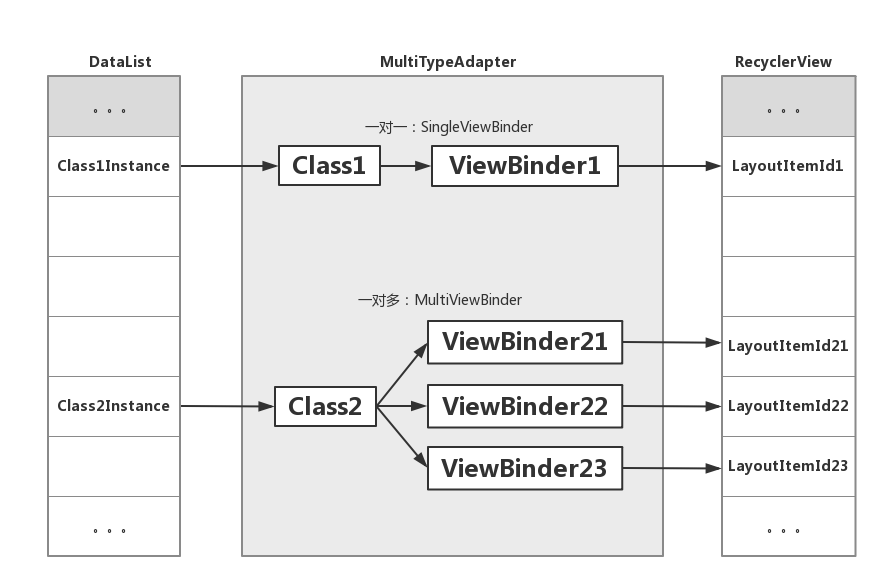 DataList
MultiTypeAdapter
RecyclerView
。。。
。。。
一对一：SingleViewBinder
Class1Instance
Class1
ViewBinder1
LayoutItemId1
一对多：MultiViewBinder
ViewBinder21
LayoutItemId21
Class2Instance
Class2
ViewBinder22
LayoutItemId22
ViewBinder23
LayoutItemId23
。。。
。。。